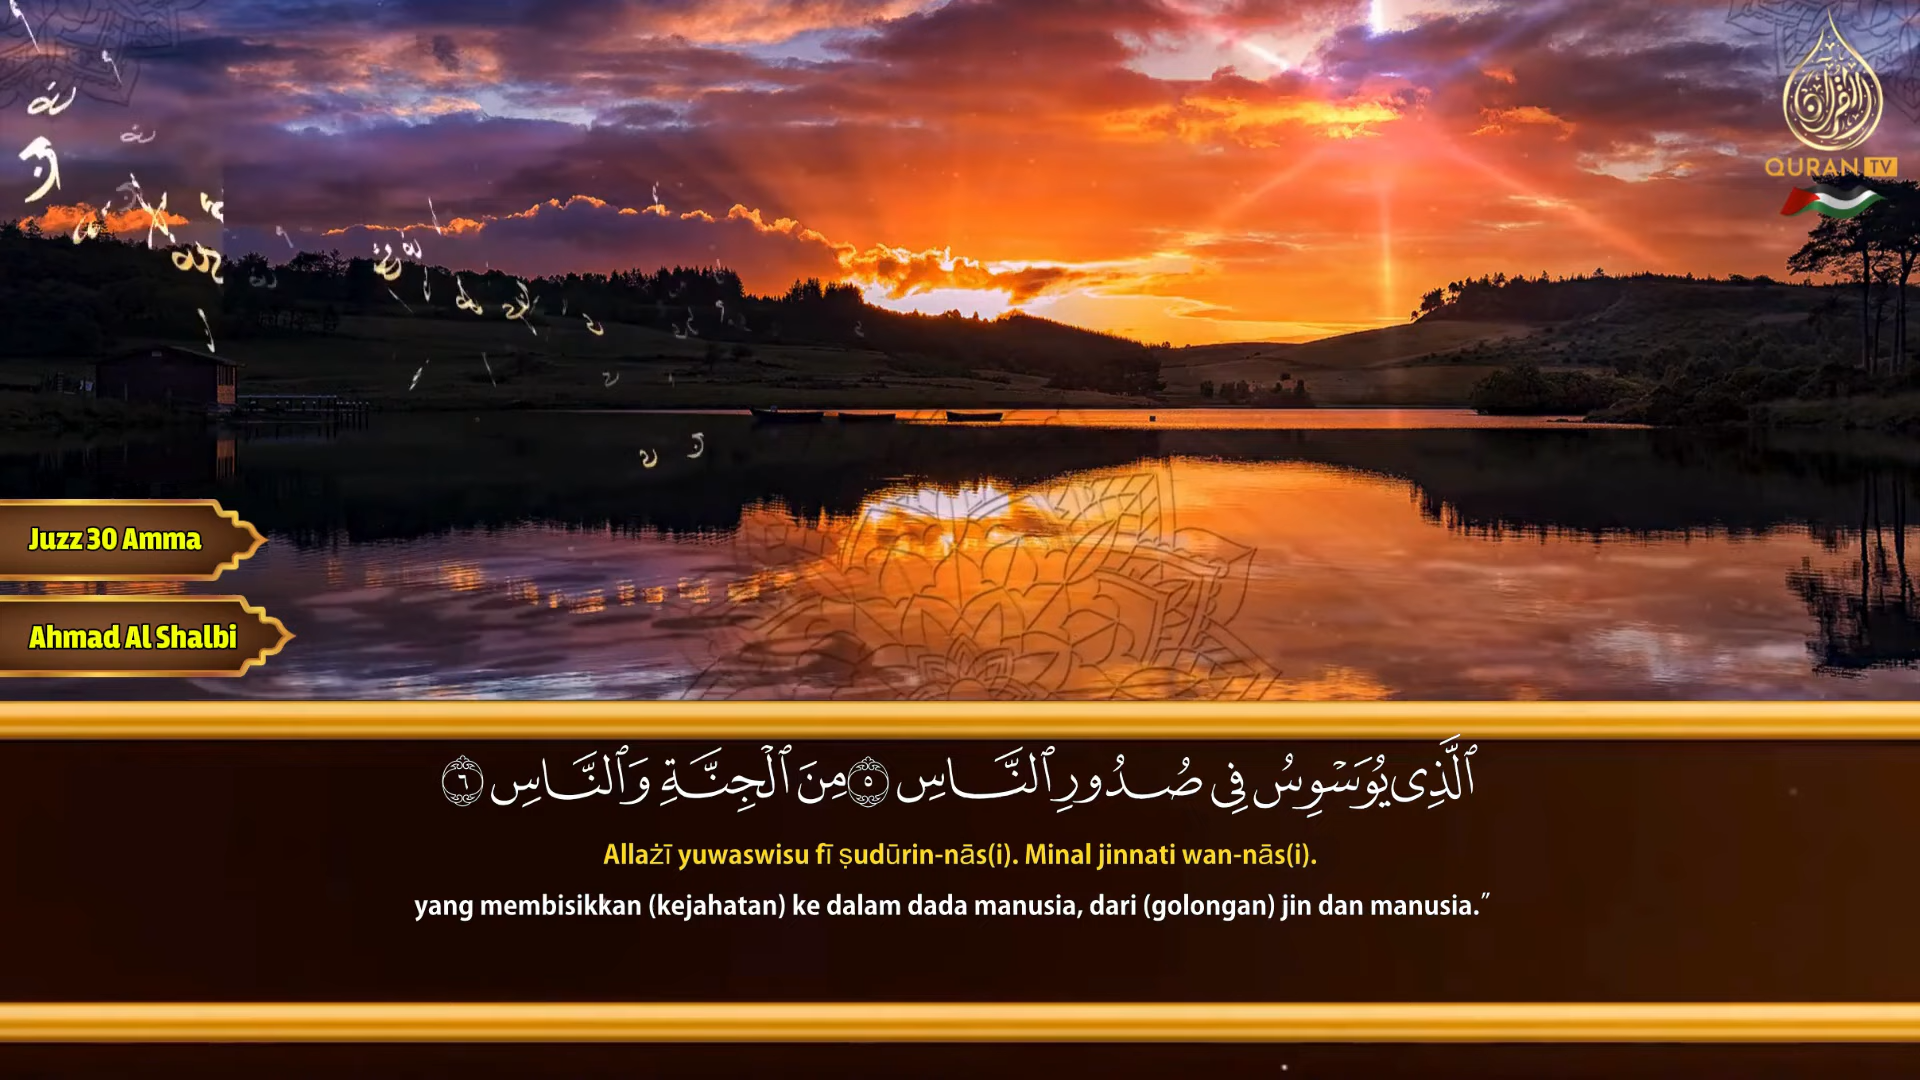 القرآن
QURAN TV
Juzz 30 Amma
Ahmad Al Shalbi
ٱلَّذِى يُوَسْوِسُ فِى صُدُورِ ٱلنَّاسِ ٥ مِنَ ٱلْجِنَّةِ وَٱلنَّاسِ ٦
Allażī yuwaswisu fī ṣudūrin-nās(i). Minal jinnati wan-nās(i).
yang membisikkan (kejahatan) ke dalam dada manusia, dari (golongan) jin dan manusia.”